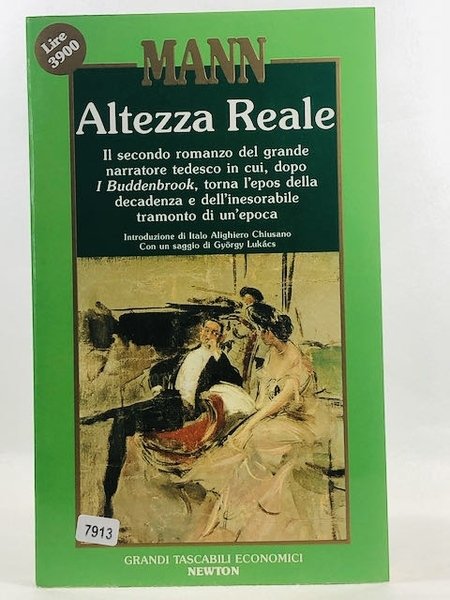 Lire
3900
MANN
Altezza Reale
Il secondo romanzo del grande
narratore tedesco in cui, dopo
I Buddenbrook, torna l'epos della
decadenza e dell'inesorabile
tramonto di un'epoca
Introduzione di Italo Alighiero Chiusano
Con un saggio di György Lukács
7913
GRANDI TASCABILI ECONOMICI
NEWTON